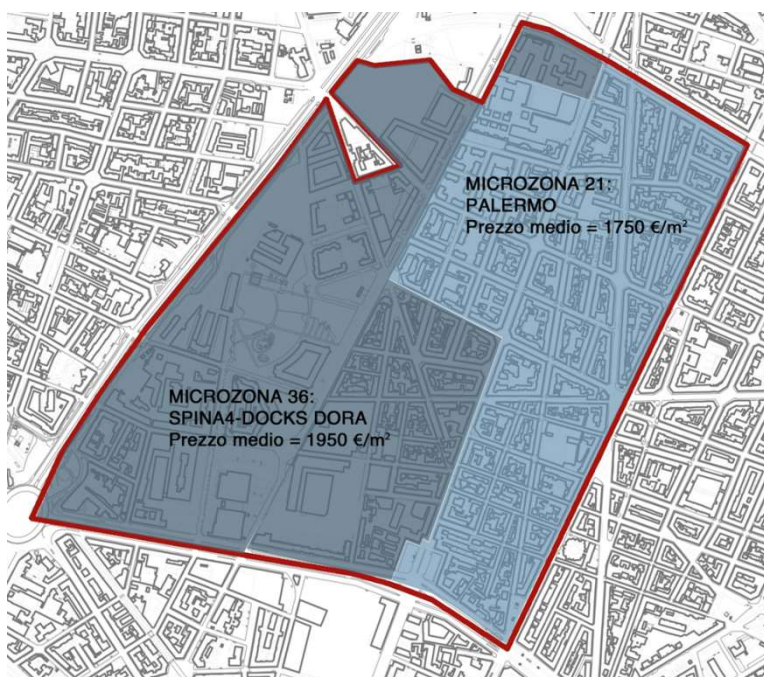 MICROZONA 21:
PALERMO
Prezzo medio = 1750 €/m²
MICROZONA 36:
SPINA4-DOCKS DORA
Prezzo medio = 1950 €/m²